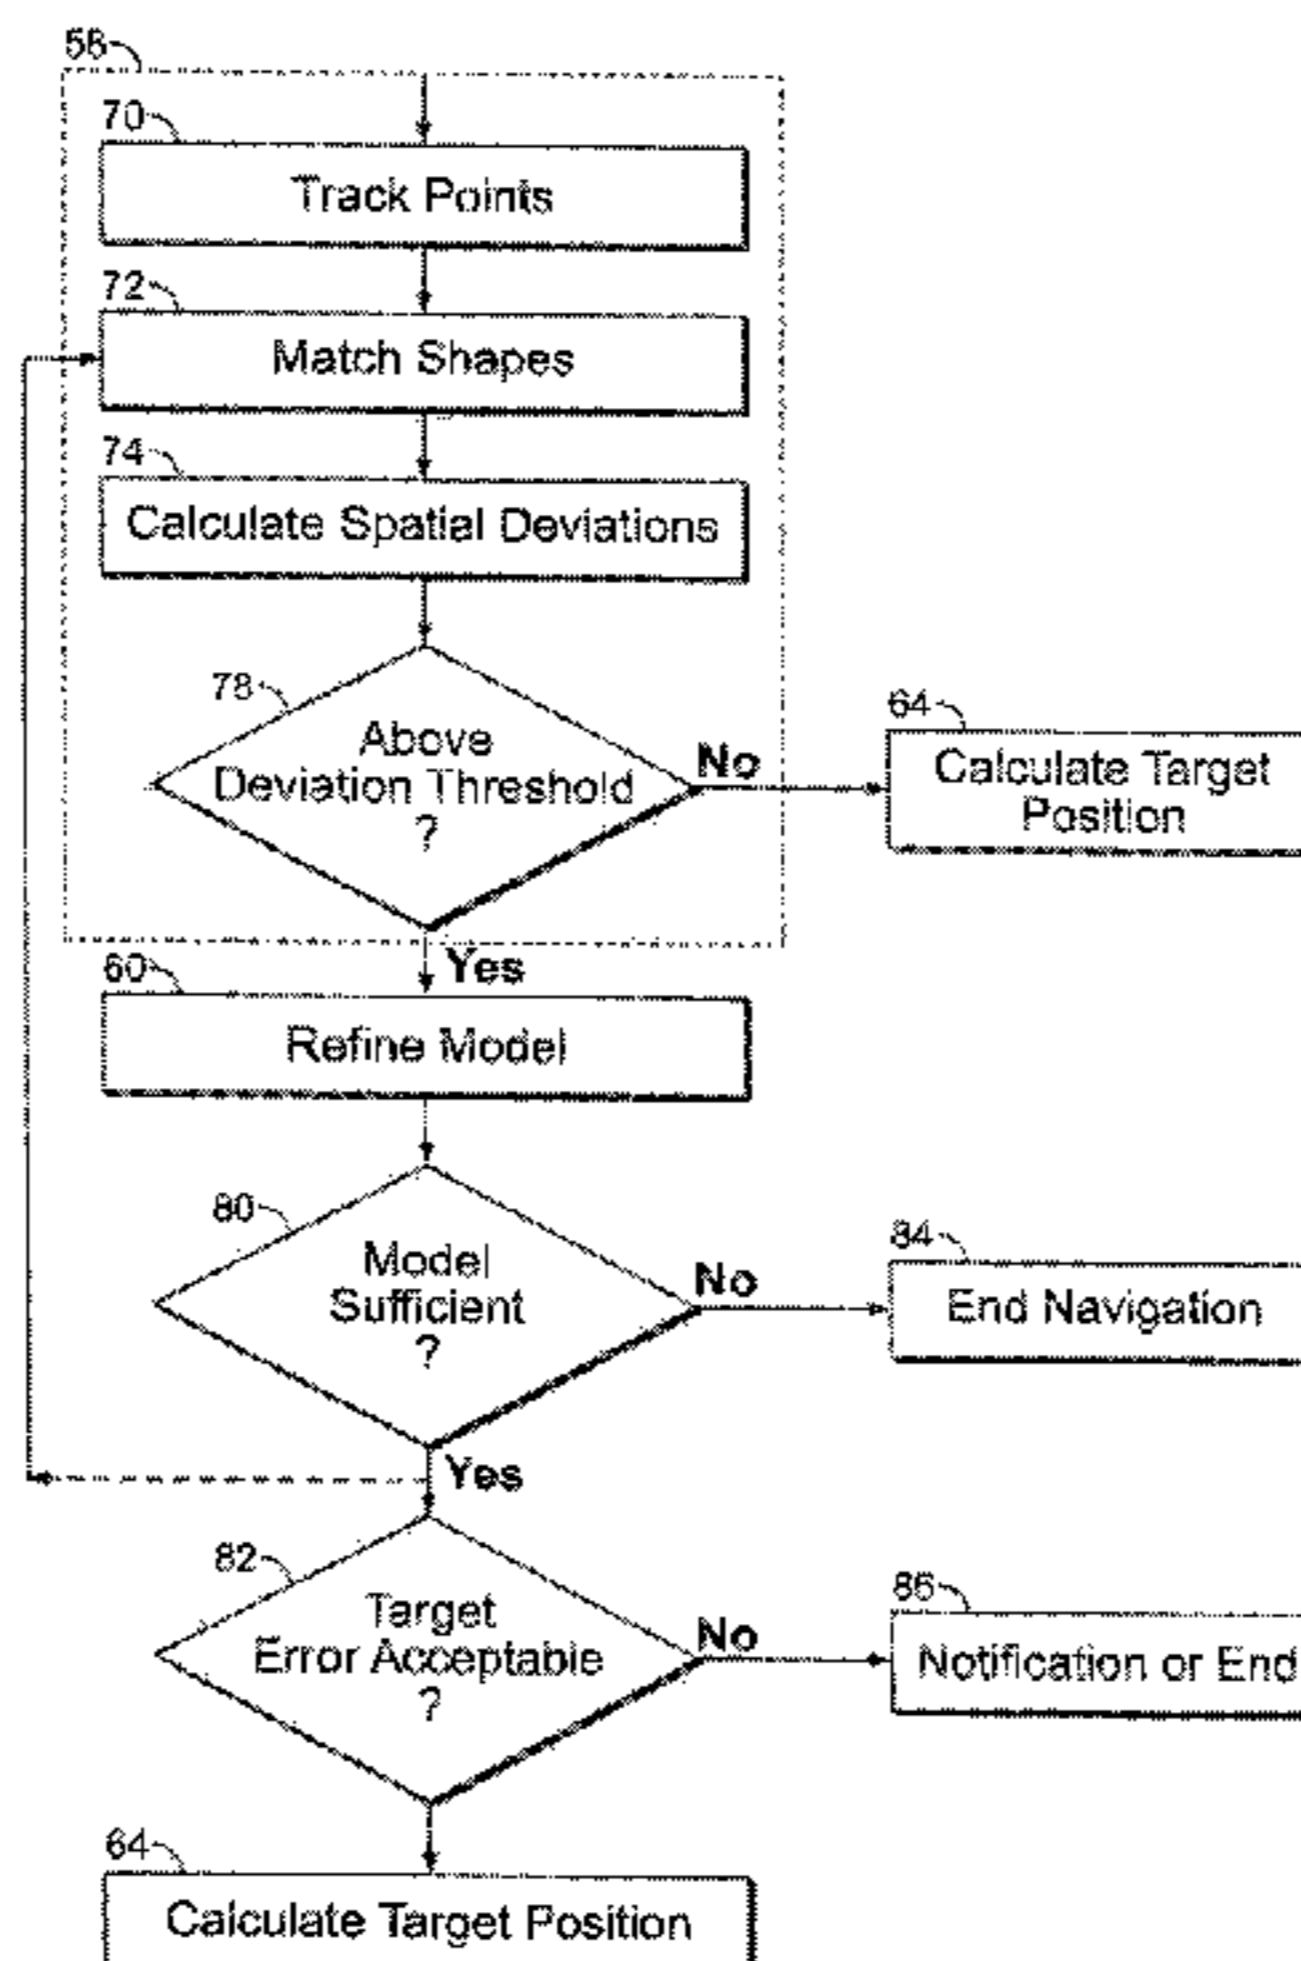 58
70
Track Points
72
Match Shapes
74
Calculate Spatial Deviations
78
Above
Deviation Threshold
?
No
64
Calculate Target
Position
Yes
60
Refine Model
80
Model
Sufficient
?
No
84
End Navigation
Yes
82
Target
Error Acceptable
?
No
86
Notification or End
64
Calculate Target Position